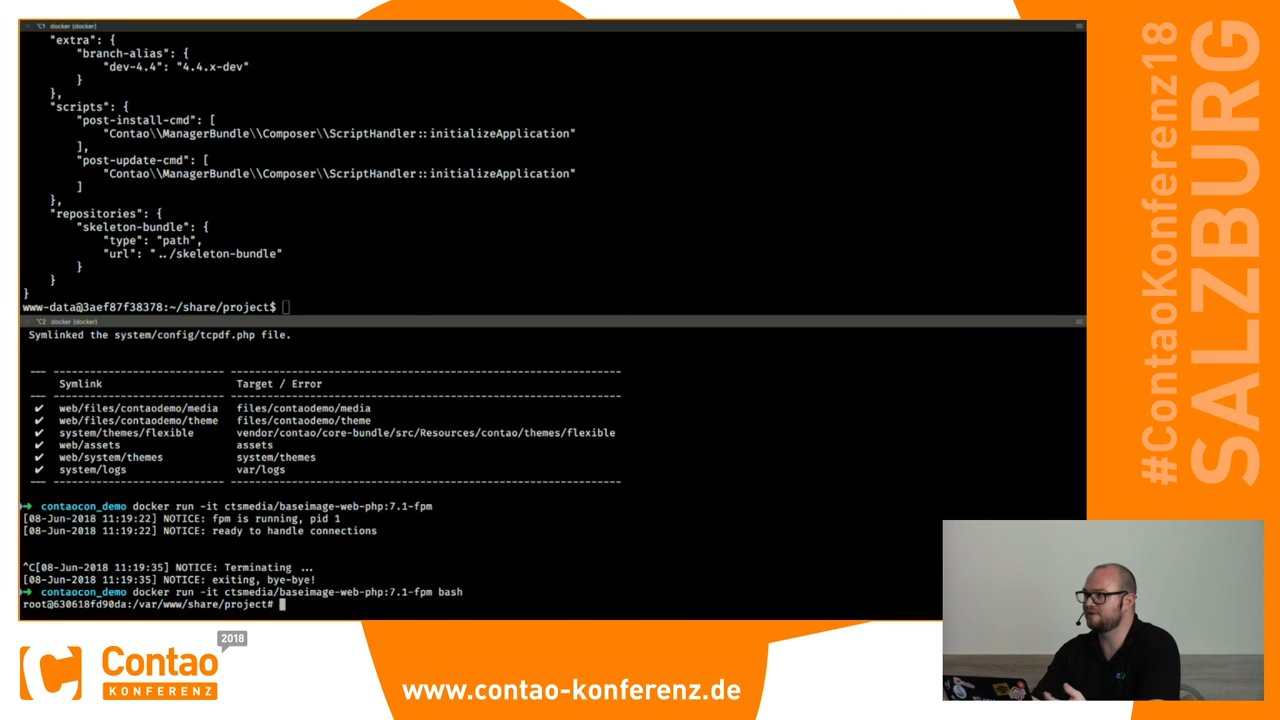 ⌥1 docker (docker)
"extra": {
"branch-alias": {
"dev-4.4": "4.4.x-dev"
}
},
"scripts": {
"post-install-cmd": [
"Contao\\ManagerBundle\\Composer\\ScriptHandler::initializeApplication"
],
"post-update-cmd": [
"Contao\\ManagerBundle\\Composer\\ScriptHandler::initializeApplication"
]
},
"repositories": {
"skeleton-bundle": {
"type": "path",
"url": "../skeleton-bundle"
}
}
}
www-data@3aef87f38378:~/share/project$
⌥2 docker (docker)
Symlinked the system/config/tcpdf.php file.
Symlink Target / Error
✔ web/files/contaodemo/media files/contaodemo/media
✔ web/files/contaodemo/theme files/contaodemo/theme
✔ system/themes/flexible vendor/contao/core-bundle/src/Resources/contao/themes/flexible
✔ web/assets assets
✔ web/system/themes system/themes
✔ system/logs var/logs
➜ contaocon_demo docker run -it ctsmedia/baseimage-web-php:7.1-fpm
[08-Jun-2018 11:19:22] NOTICE: fpm is running, pid 1
[08-Jun-2018 11:19:22] NOTICE: ready to handle connections
^C[08-Jun-2018 11:19:35] NOTICE: Terminating ...
[08-Jun-2018 11:19:35] NOTICE: exiting, bye-bye!
➜ contaocon_demo docker run -it ctsmedia/baseimage-web-php:7.1-fpm bash
root@630618fd90da:/var/www/share/project#
#ContaoKonferenz18
SALZBURG
2018
Contao
KONFERENZ
www.contao-konferenz.de